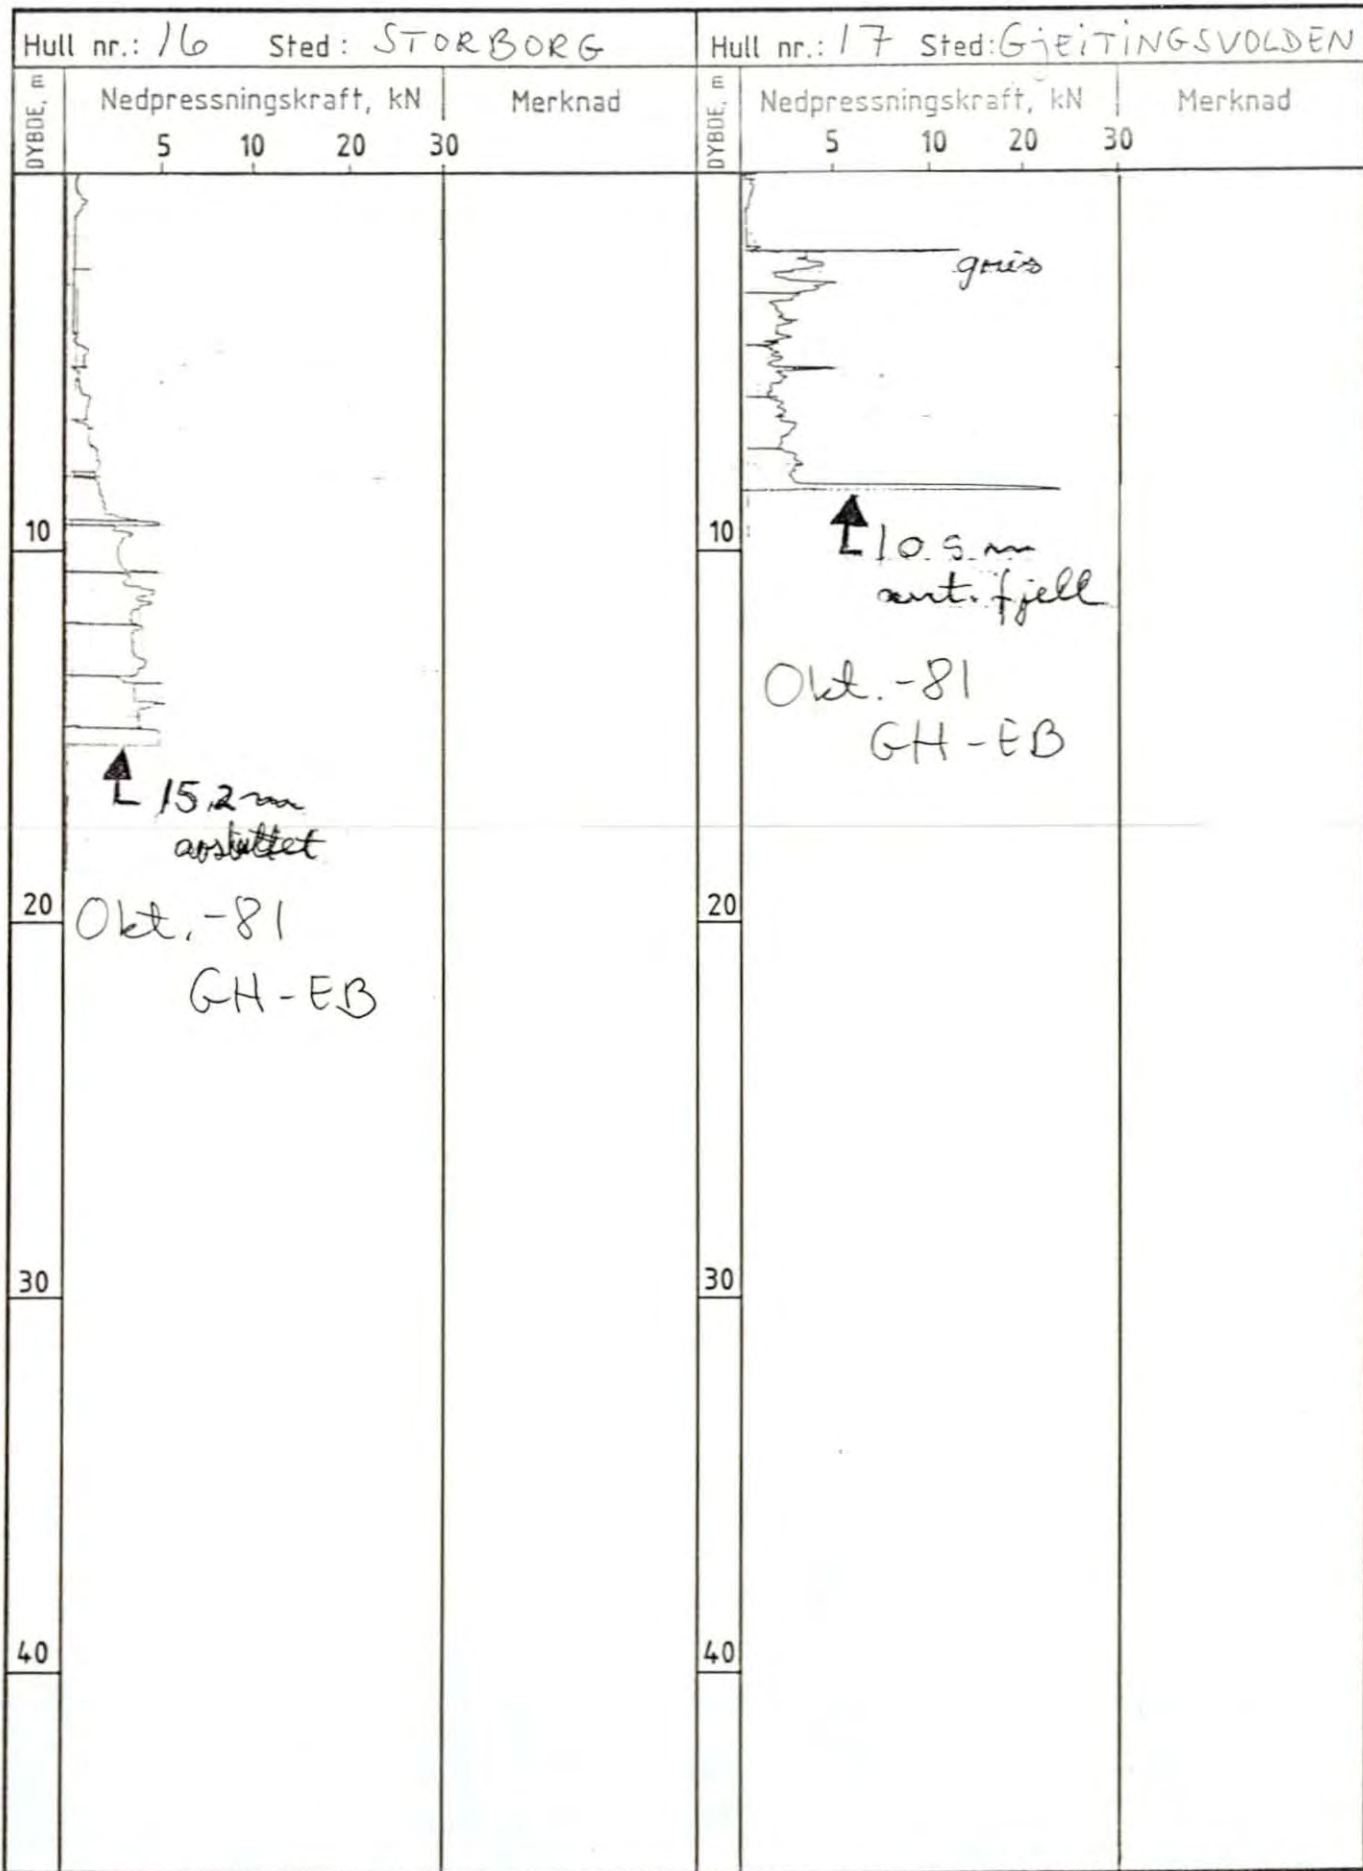 Hull nr.: 16 Sted: STORBORG
DYBDE, m
Nedpressningskraft, kN
Merknad
5 10 20 30
10
15.2 m
avsluttet
20
Okt.-81
GH-EB
30
40
Hull nr.: 17 Sted: GjEiTiNGSVOLDEN
DYBDE, m
Nedpressningskraft, kN
Merknad
5 10 20 30
grus
10
10.5 m
ant. fjell
Okt.-81
GH-EB
20
30
40